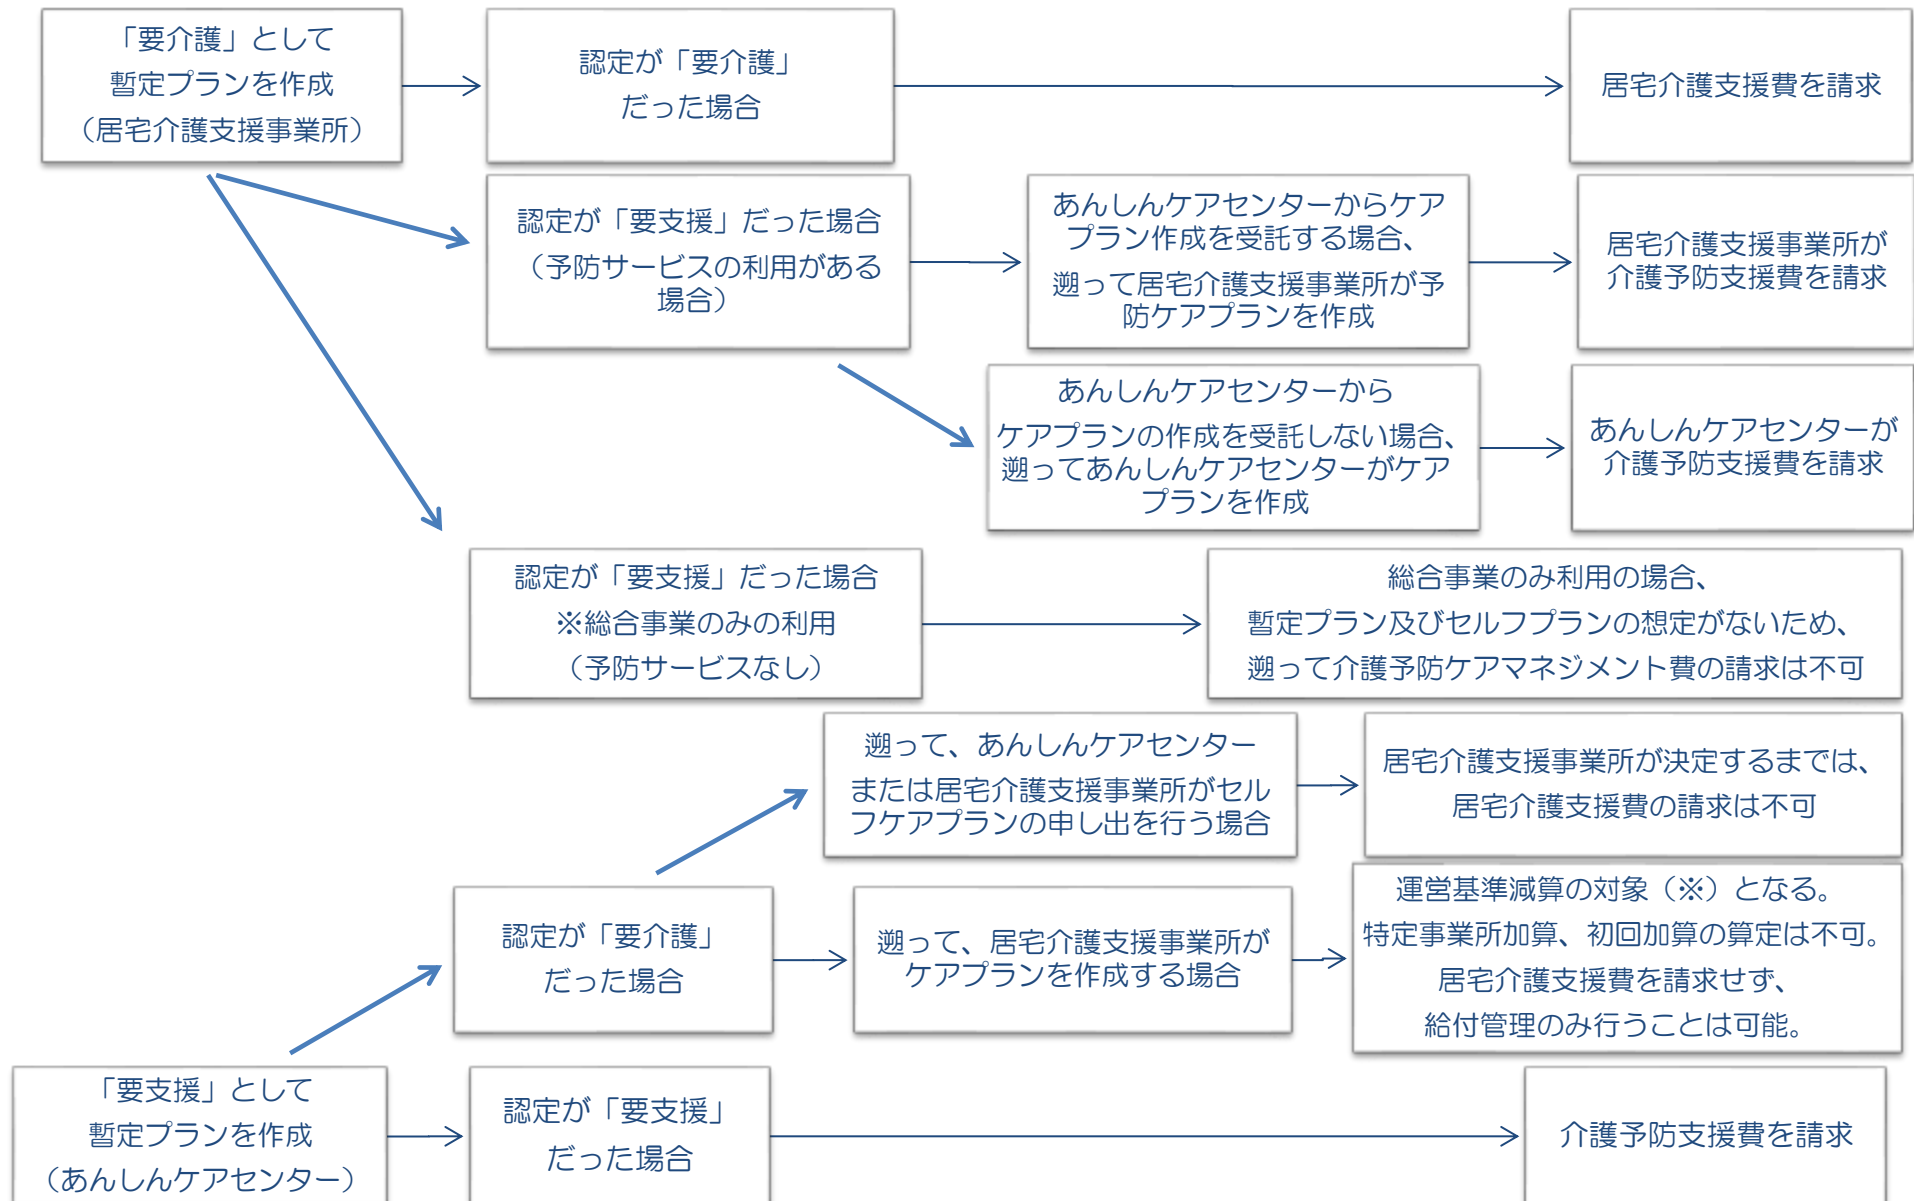 「要介護」として
暫定プランを作成
（居宅介護支援事業所）
認定が「要介護」
だった場合
居宅介護支援費を請求
認定が「要支援」だった場合
（予防サービスの利用がある
場合）
あんしんケアセンターからケア
プラン作成を受託する場合、
遡って居宅介護支援事業所が予
防ケアプランを作成
居宅介護支援事業所が
介護予防支援費を請求
あんしんケアセンターから
ケアプランの作成を受託しない場合、
遡ってあんしんケアセンターがケア
プランを作成
あんしんケアセンターが
介護予防支援費を請求
認定が「要支援」だった場合
※総合事業のみの利用
（予防サービスなし）
総合事業のみ利用の場合、
暫定プラン及びセルフプランの想定がないため、
遡って介護予防ケアマネジメント費の請求は不可
遡って、あんしんケアセンター
または居宅介護支援事業所がセル
フケアプランの申し出を行う場合
居宅介護支援事業所が決定するまでは、
居宅介護支援費の請求は不可
認定が「要介護」
だった場合
遡って、居宅介護支援事業所が
ケアプランを作成する場合
運営基準減算の対象（※）となる。
特定事業所加算、初回加算の算定は不可。
居宅介護支援費を請求せず、
給付管理のみ行うことは可能。
「要支援」として
暫定プランを作成
（あんしんケアセンター）
認定が「要支援」
だった場合
介護予防支援費を請求